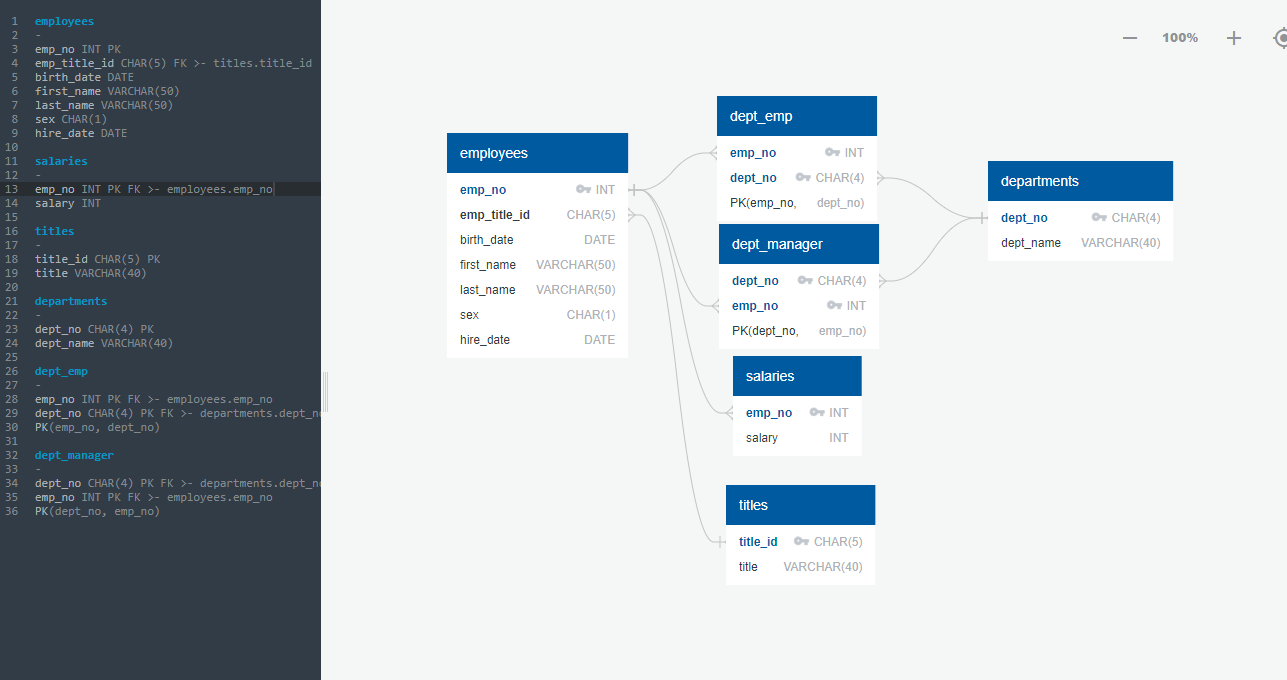 1 employees
2 -
3 emp_no INT PK
4 emp_title_id CHAR(5) FK >- titles.title_id
5 birth_date DATE
6 first_name VARCHAR(50)
7 last_name VARCHAR(50)
8 sex CHAR(1)
9 hire_date DATE
10
11 salaries
12 -
13 emp_no INT PK FK >- employees.emp_no
14 salary INT
15
16 titles
17 -
18 title_id CHAR(5) PK
19 title VARCHAR(40)
20
21 departments
22 -
23 dept_no CHAR(4) PK
24 dept_name VARCHAR(40)
25
26 dept_emp
27 -
28 emp_no INT PK FK >- employees.emp_no
29 dept_no CHAR(4) PK FK >- departments.dept_no
30 PK(emp_no, dept_no)
31
32 dept_manager
33 -
34 dept_no CHAR(4) PK FK >- departments.dept_no
35 emp_no INT PK FK >- employees.emp_no
36 PK(dept_no, emp_no)
100%
employees
emp_no INT
emp_title_id CHAR(5)
birth_date DATE
first_name VARCHAR(50)
last_name VARCHAR(50)
sex CHAR(1)
hire_date DATE
dept_emp
emp_no INT
dept_no CHAR(4)
PK(emp_no, dept_no)
dept_manager
dept_no CHAR(4)
emp_no INT
PK(dept_no, emp_no)
salaries
emp_no INT
salary INT
titles
title_id CHAR(5)
title VARCHAR(40)
departments
dept_no CHAR(4)
dept_name VARCHAR(40)